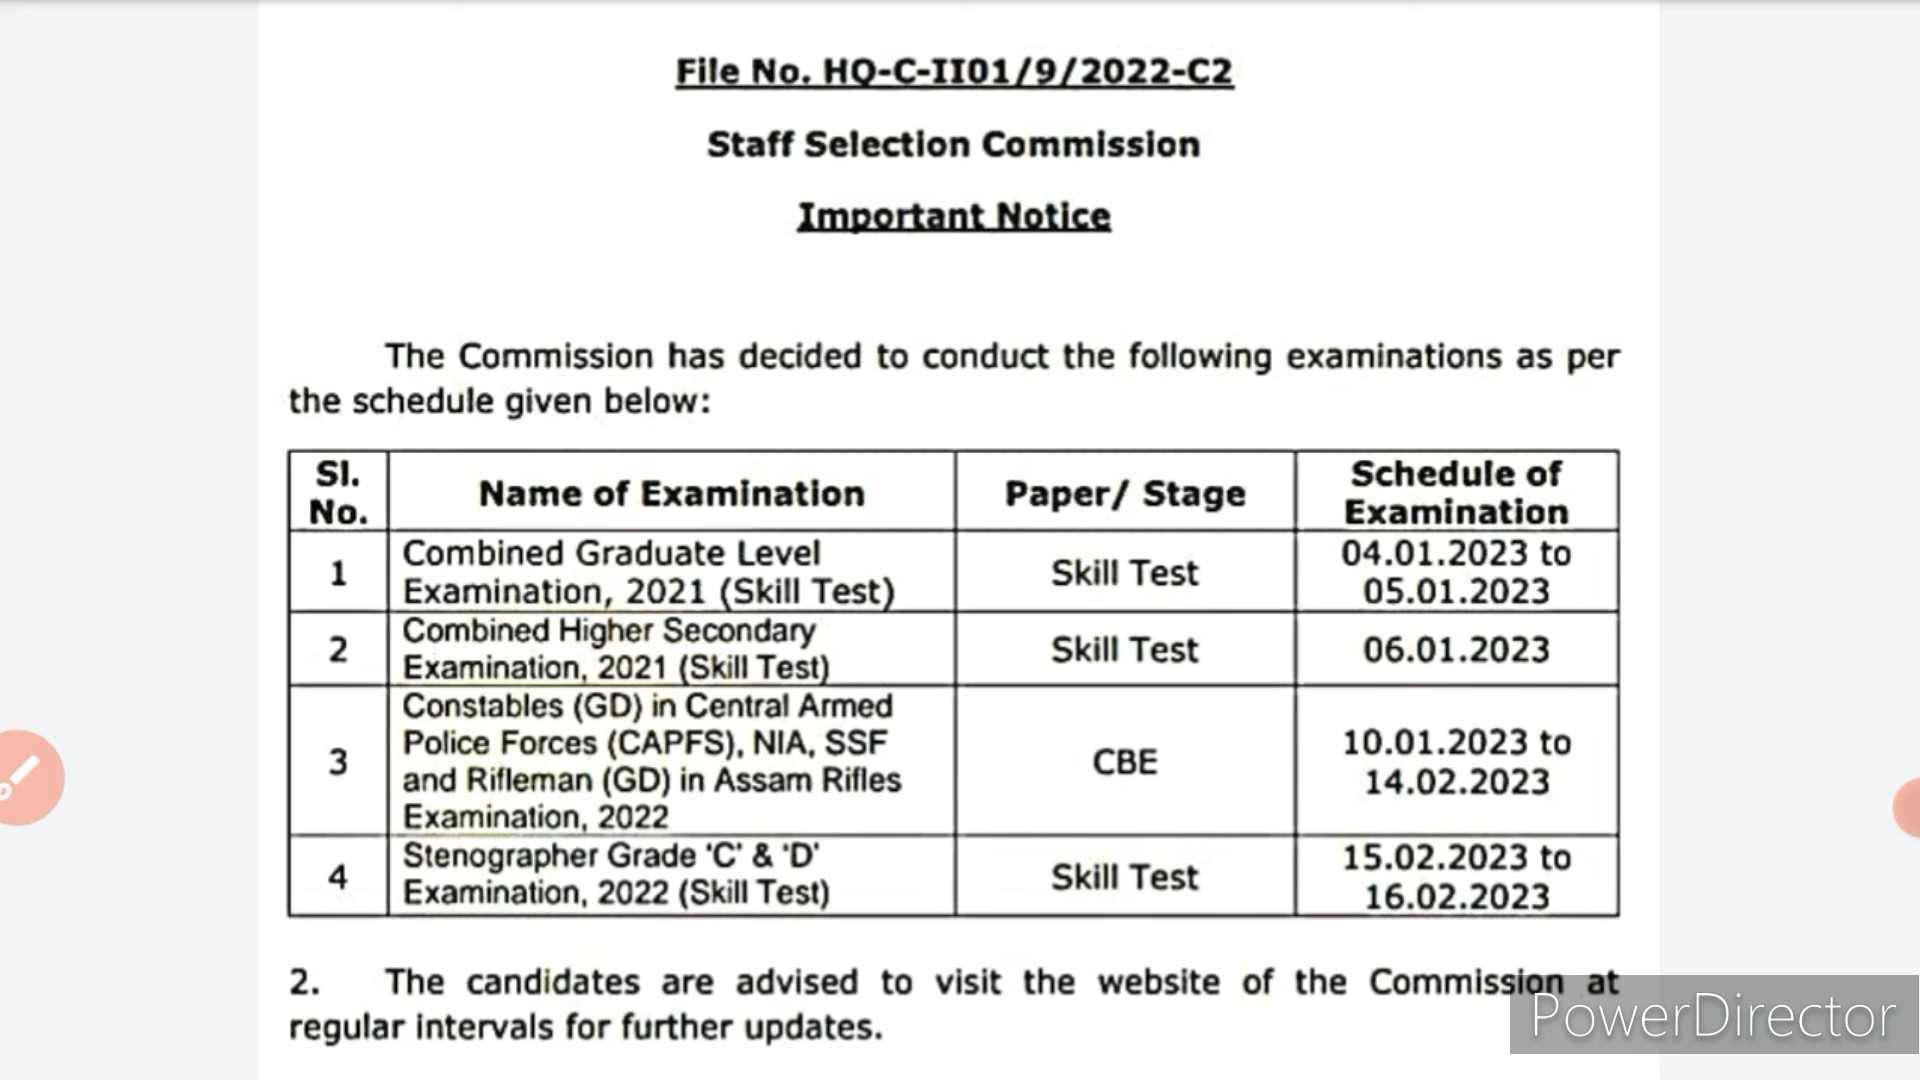 File No. HQ-C-II01/9/2022-C2
Staff Selection Commission
Important Notice
The Commission has decided to conduct the following examinations as per
the schedule given below:
Sl. No. Name of Examination Paper/ Stage Schedule of Examination
1 Combined Graduate Level Examination, 2021 (Skill Test) Skill Test 04.01.2023 to 05.01.2023
2 Combined Higher Secondary Examination, 2021 (Skill Test) Skill Test 06.01.2023
3 Constables (GD) in Central Armed Police Forces (CAPFS), NIA, SSF and Rifleman (GD) in Assam Rifles Examination, 2022 CBE 10.01.2023 to 14.02.2023
4 Stenographer Grade 'C' & 'D' Examination, 2022 (Skill Test) Skill Test 15.02.2023 to 16.02.2023
2. The candidates are advised to visit the website of the Commission at
regular intervals for further updates.
PowerDirector